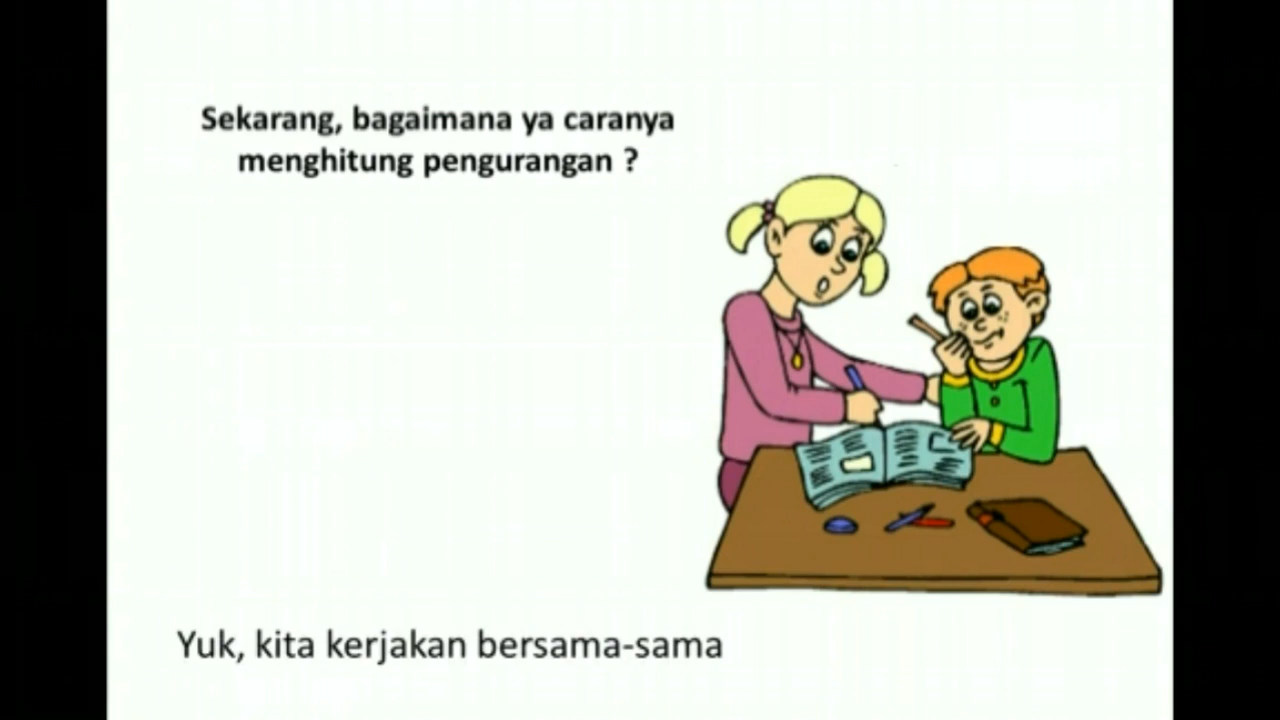 Sekarang, bagaimana ya caranya
menghitung pengurangan ?
Yuk, kita kerjakan bersama-sama